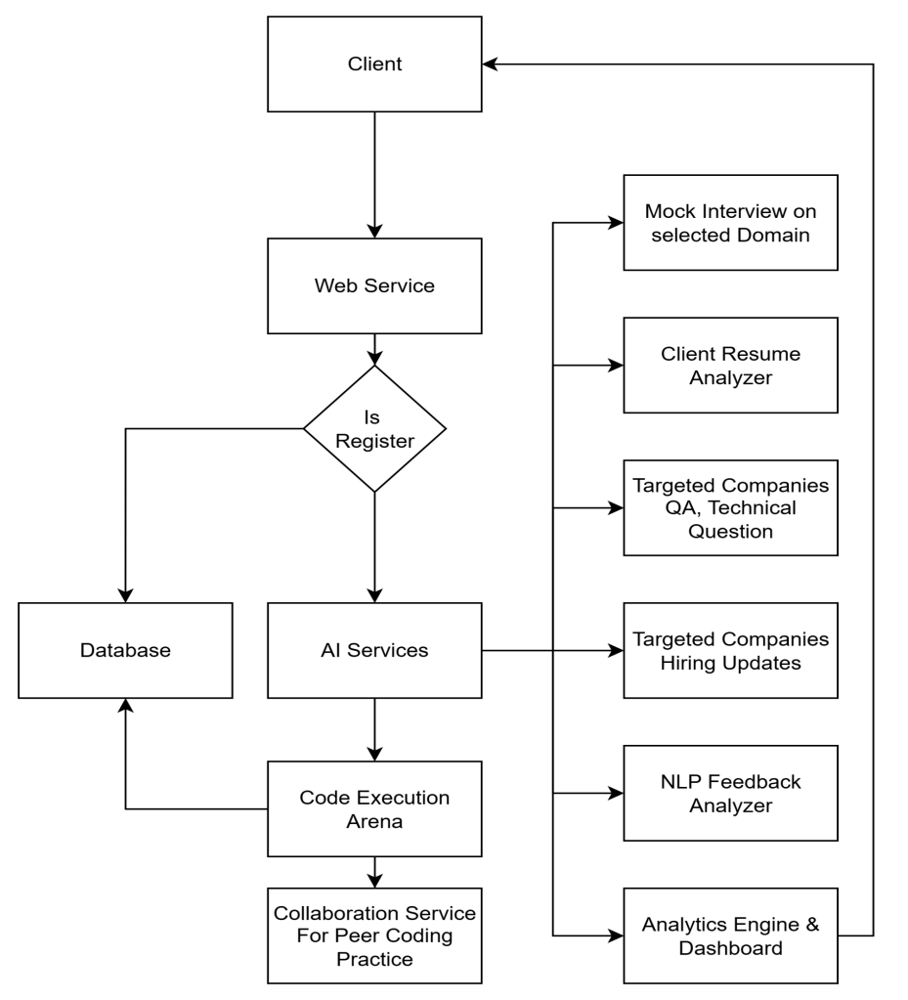 Client
Mock Interview on
selected Domain
Web Service
Client Resume
Analyzer
Is
Register
Targeted Companies
QA, Technical
Question
Database
AI Services
Targeted Companies
Hiring Updates
Code Execution
Arena
NLP Feedback
Analyzer
Collaboration Service
For Peer Coding
Practice
Analytics Engine &
Dashboard